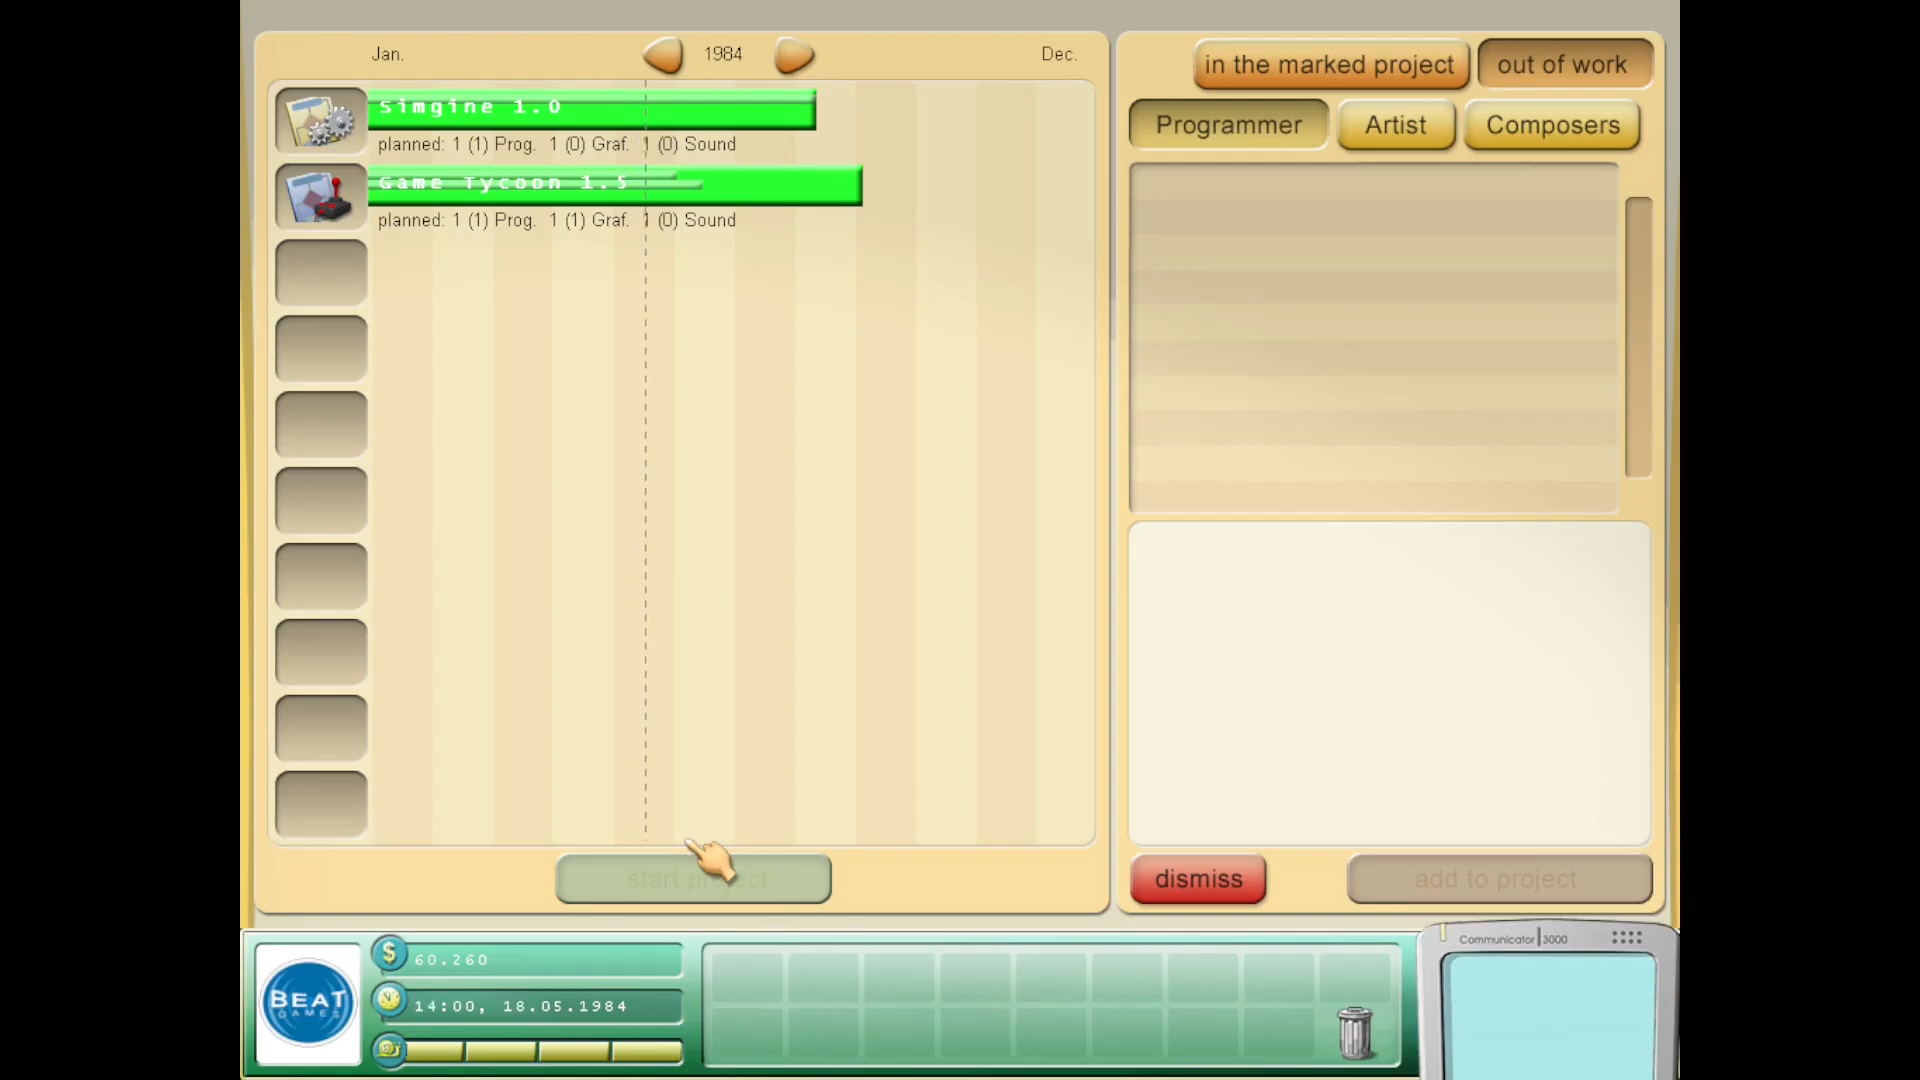 Jan.
1984
Dec.
Simgine 1.0
planned: 1 (1) Prog. 1 (0) Graf. 1 (0) Sound
Game Tycoon 1.5
planned: 1 (1) Prog. 1 (1) Graf. 1 (0) Sound
start project
in the marked project
out of work
Programmer
Artist
Composers
dismiss
add to project
BEAT
GAMES
$
60.260
14:00, 18.05.1984
Communicator 3000